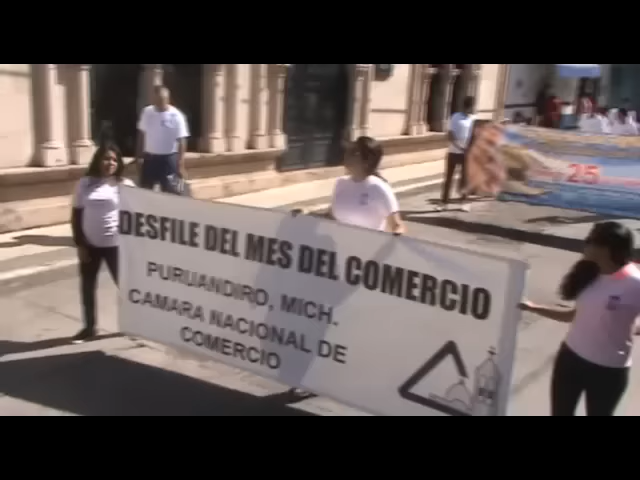 DESFILE DEL MES DEL COMERCIO
PURUANDIRO, MICH.
CAMARA NACIONAL DE
COMERCIO
25